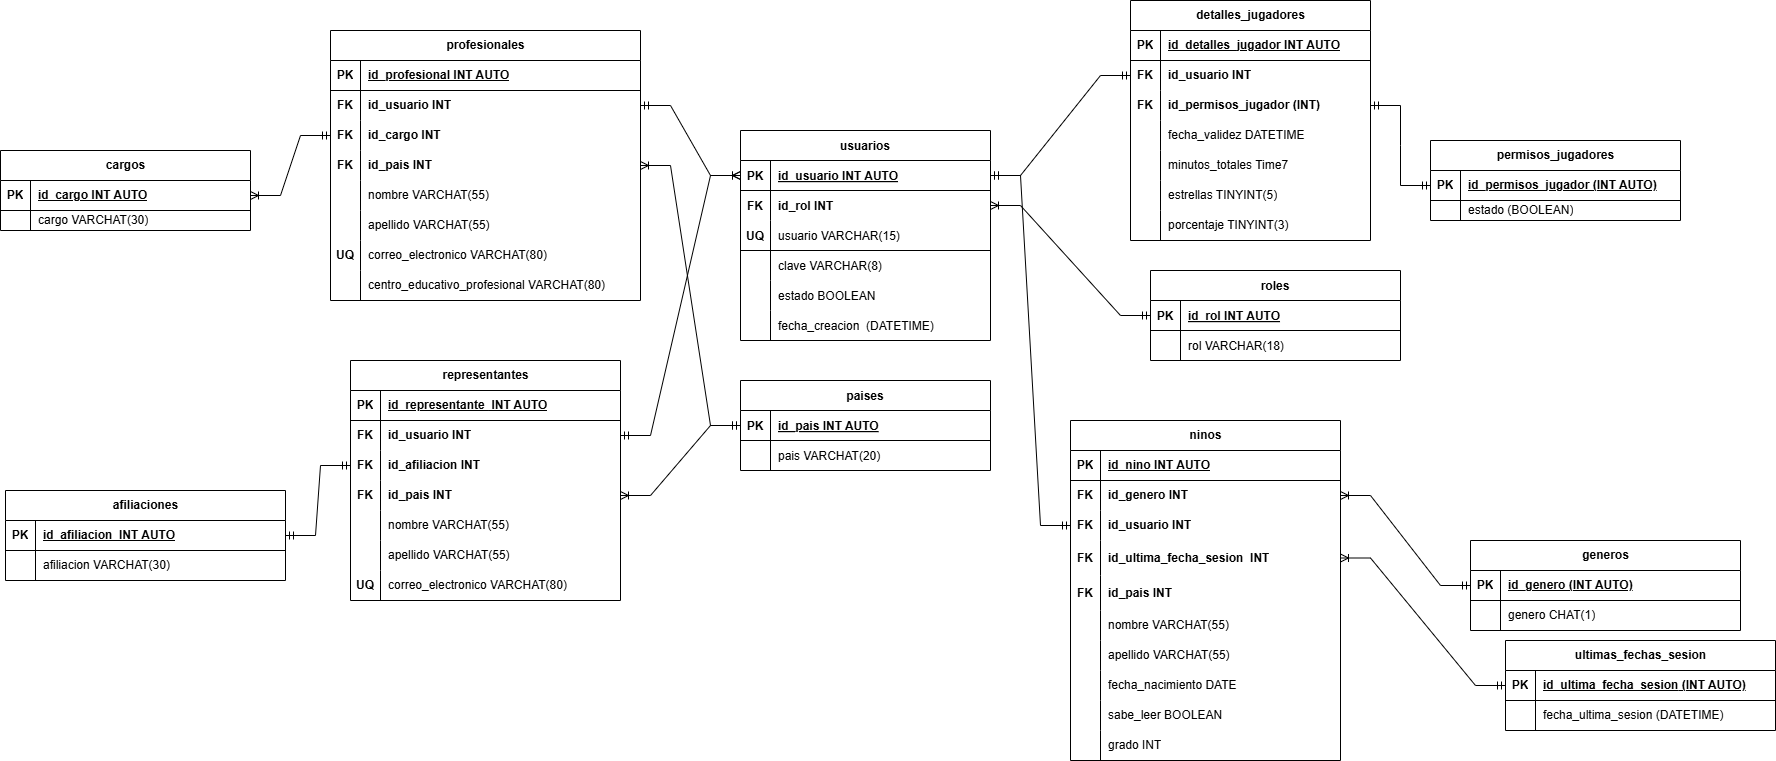 profesionales
PK id_profesional INT AUTO
FK id_usuario INT
FK id_cargo INT
FK id_pais INT
nombre VARCHAT(55)
apellido VARCHAT(55)
UQ correo_electronico VARCHAT(80)
centro_educativo_profesional VARCHAT(80)
cargos
PK id_cargo INT AUTO
cargo VARCHAT(30)
representantes
PK id_representante INT AUTO
FK id_usuario INT
FK id_afiliacion INT
FK id_pais INT
nombre VARCHAT(55)
apellido VARCHAT(55)
UQ correo_electronico VARCHAT(80)
afiliaciones
PK id_afiliacion INT AUTO
afiliacion VARCHAT(30)
usuarios
PK id_usuario INT AUTO
FK id_rol INT
UQ usuario VARCHAR(15)
clave VARCHAR(8)
estado BOOLEAN
fecha_creacion (DATETIME)
paises
PK id_pais INT AUTO
pais VARCHAT(20)
detalles_jugadores
PK id_detalles_jugador INT AUTO
FK id_usuario INT
FK id_permisos_jugador (INT)
fecha_validez DATETIME
minutos_totales Time7
estrellas TINYINT(5)
porcentaje TINYINT(3)
permisos_jugadores
PK id_permisos_jugador (INT AUTO)
estado (BOOLEAN)
roles
PK id_rol INT AUTO
rol VARCHAR(18)
ninos
PK id_nino INT AUTO
FK id_genero INT
FK id_usuario INT
FK id_ultima_fecha_sesion INT
FK id_pais INT
nombre VARCHAT(55)
apellido VARCHAT(55)
fecha_nacimiento DATE
sabe_leer BOOLEAN
grado INT
generos
PK id_genero (INT AUTO)
genero CHAT(1)
ultimas_fechas_sesion
PK id_ultima_fecha_sesion (INT AUTO)
fecha_ultima_sesion (DATETIME)